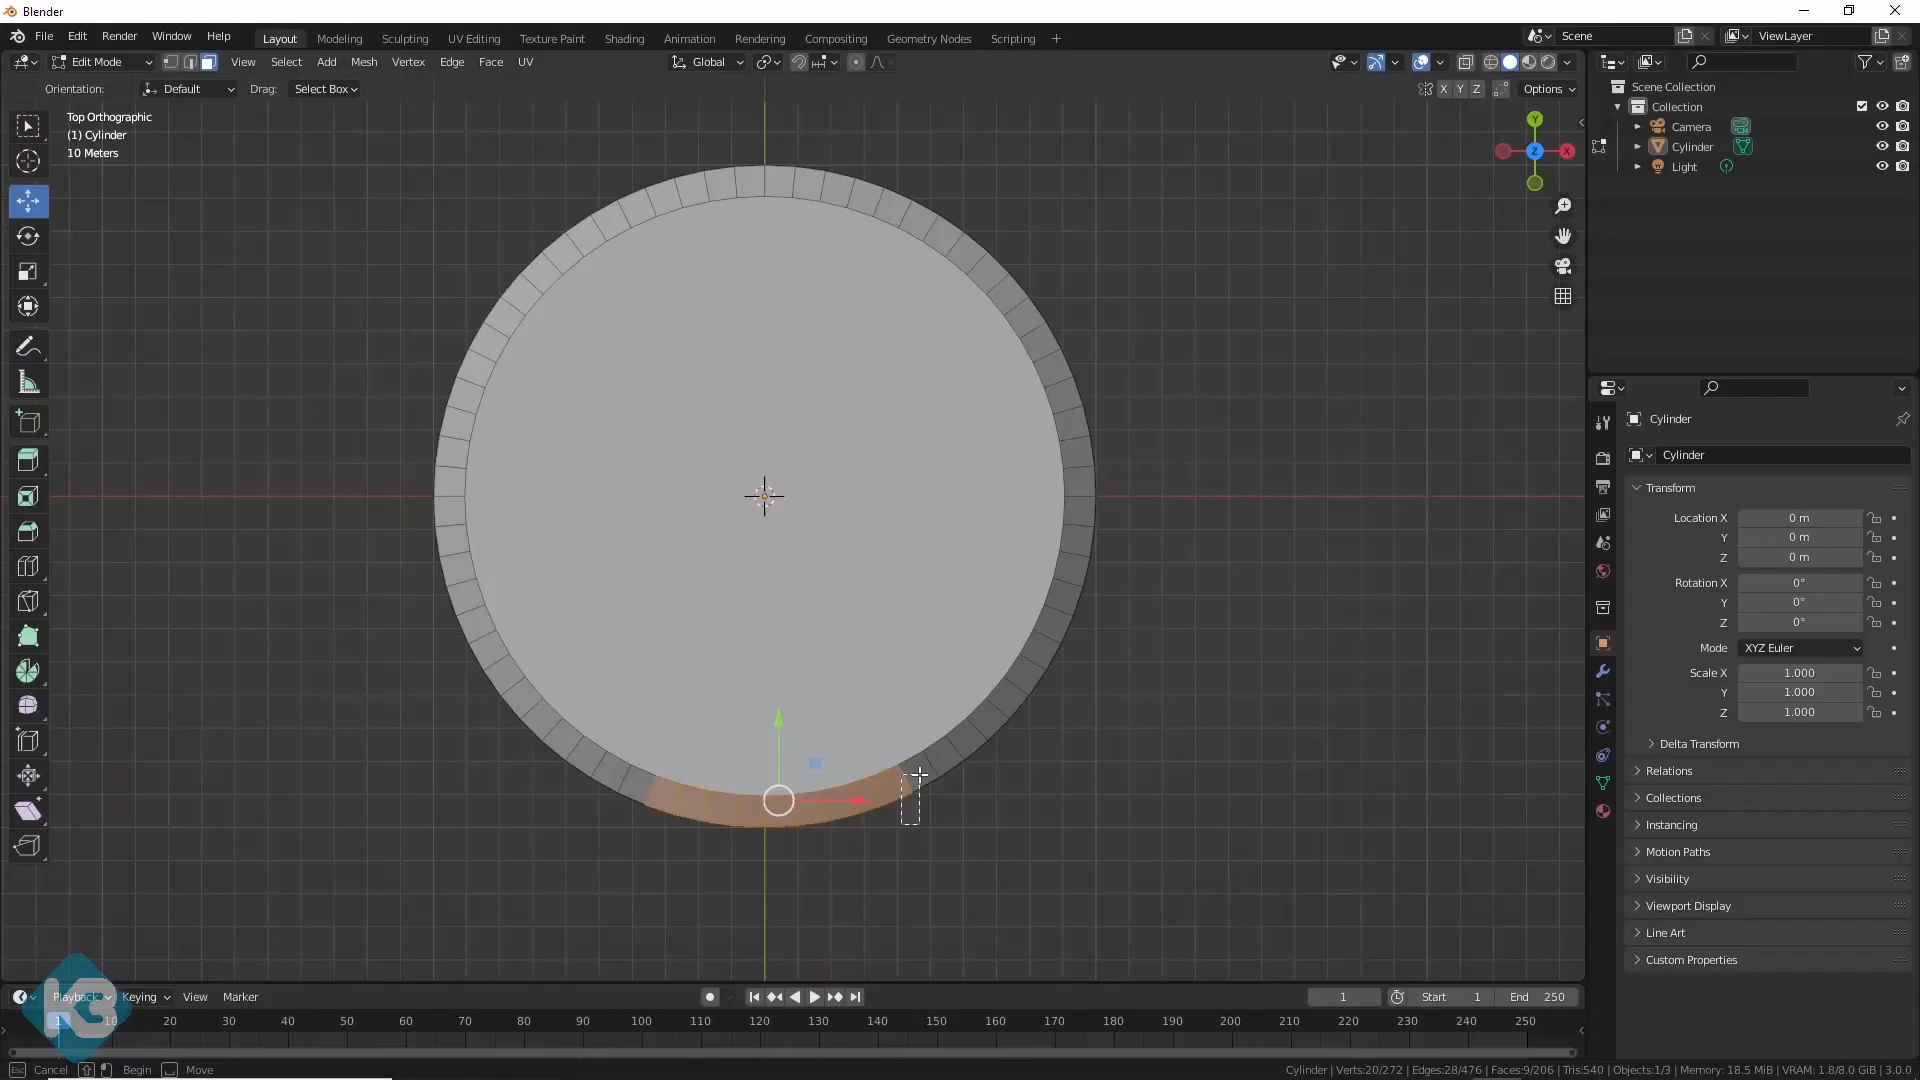 Blender
File Edit Render Window Help
Layout Modeling Sculpting UV Editing Texture Paint Shading Animation Rendering Compositing Geometry Nodes Scripting +
Scene
ViewLayer
Edit Mode
View Select Add Mesh Vertex Edge Face UV
Global
Orientation: Default Drag: Select Box
X Y Z Options
Top Orthographic
(1) Cylinder
10 Meters
Y
Z
X
Scene Collection
Collection
Camera
Cylinder
Light
Cylinder
Cylinder
Transform
Location X 0 m
Y 0 m
Z 0 m
Rotation X 0°
Y 0°
Z 0°
Mode XYZ Euler
Scale X 1.000
Y 1.000
Z 1.000
Delta Transform
Relations
Collections
Instancing
Motion Paths
Visibility
Viewport Display
Line Art
Custom Properties
Playback Keying View Marker
1 Start 1 End 250
1 10 20 30 40 50 60 70 80 90 100 110 120 130 140 150 160 170 180 190 200 210 220 230 240 250
K3
Esc Cancel Begin Move
Cylinder | Verts:20/272 | Edges:28/476 | Faces:9/206 | Tris:540 | Objects:1/3 | Memory: 18.5 MiB | VRAM: 1.8/8.0 GiB | 3.0.0